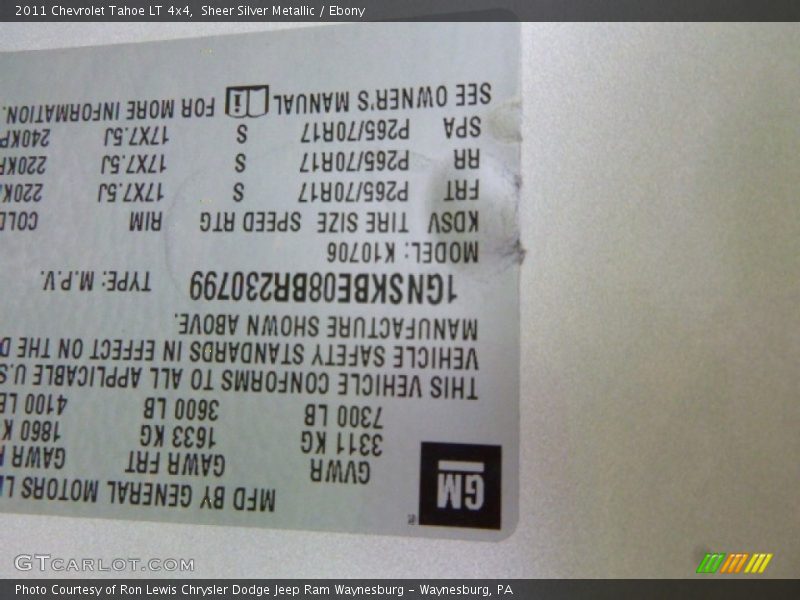 2011 Chevrolet Tahoe LT 4x4, Sheer Silver Metallic / Ebony
GM
MFD BY GENERAL MOTORS
GVWR GAWR FRT GAWR
3311 KG 1633 KG 1860 K
7300 LB 3600 LB 4100 LB
THIS VEHICLE CONFORMS TO ALL APPLICABLE U.S
VEHICLE SAFETY STANDARDS IN EFFECT ON THE D
MANUFACTURE SHOWN ABOVE.
1GNSKBE08BR230799 TYPE: M.P.V.
MODEL: K10706
KDSV TIRE SIZE SPEED RTG RIM COLD
FRT P265/70R17 S 17X7.5J 220K
RR P265/70R17 S 17X7.5J 220KP
SPA P265/70R17 S 17X7.5J 240KP
SEE OWNER'S MANUAL i FOR MORE INFORMATION.
GTCARLOT.COM
Photo Courtesy of Ron Lewis Chrysler Dodge Jeep Ram Waynesburg - Waynesburg, PA